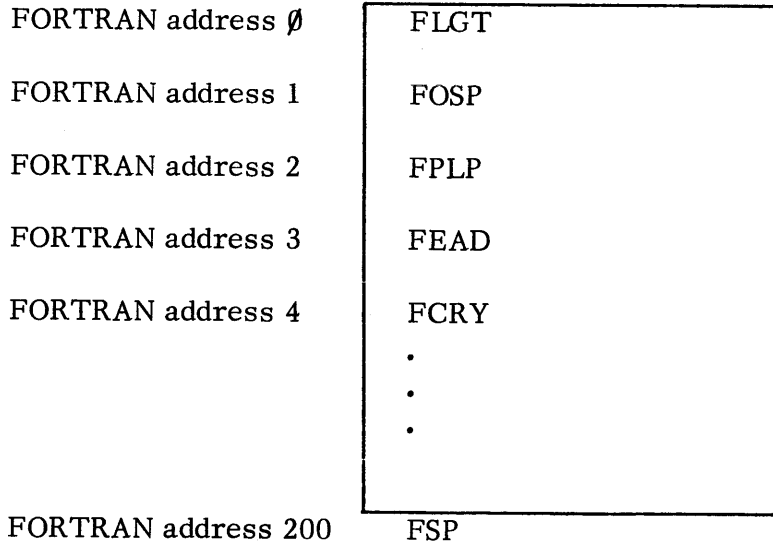 FORTRAN address Ø FLGT
FORTRAN address 1 FOSP
FORTRAN address 2 FPLP
FORTRAN address 3 FEAD
FORTRAN address 4 FCRY
.
.
.
FORTRAN address 200 FSP